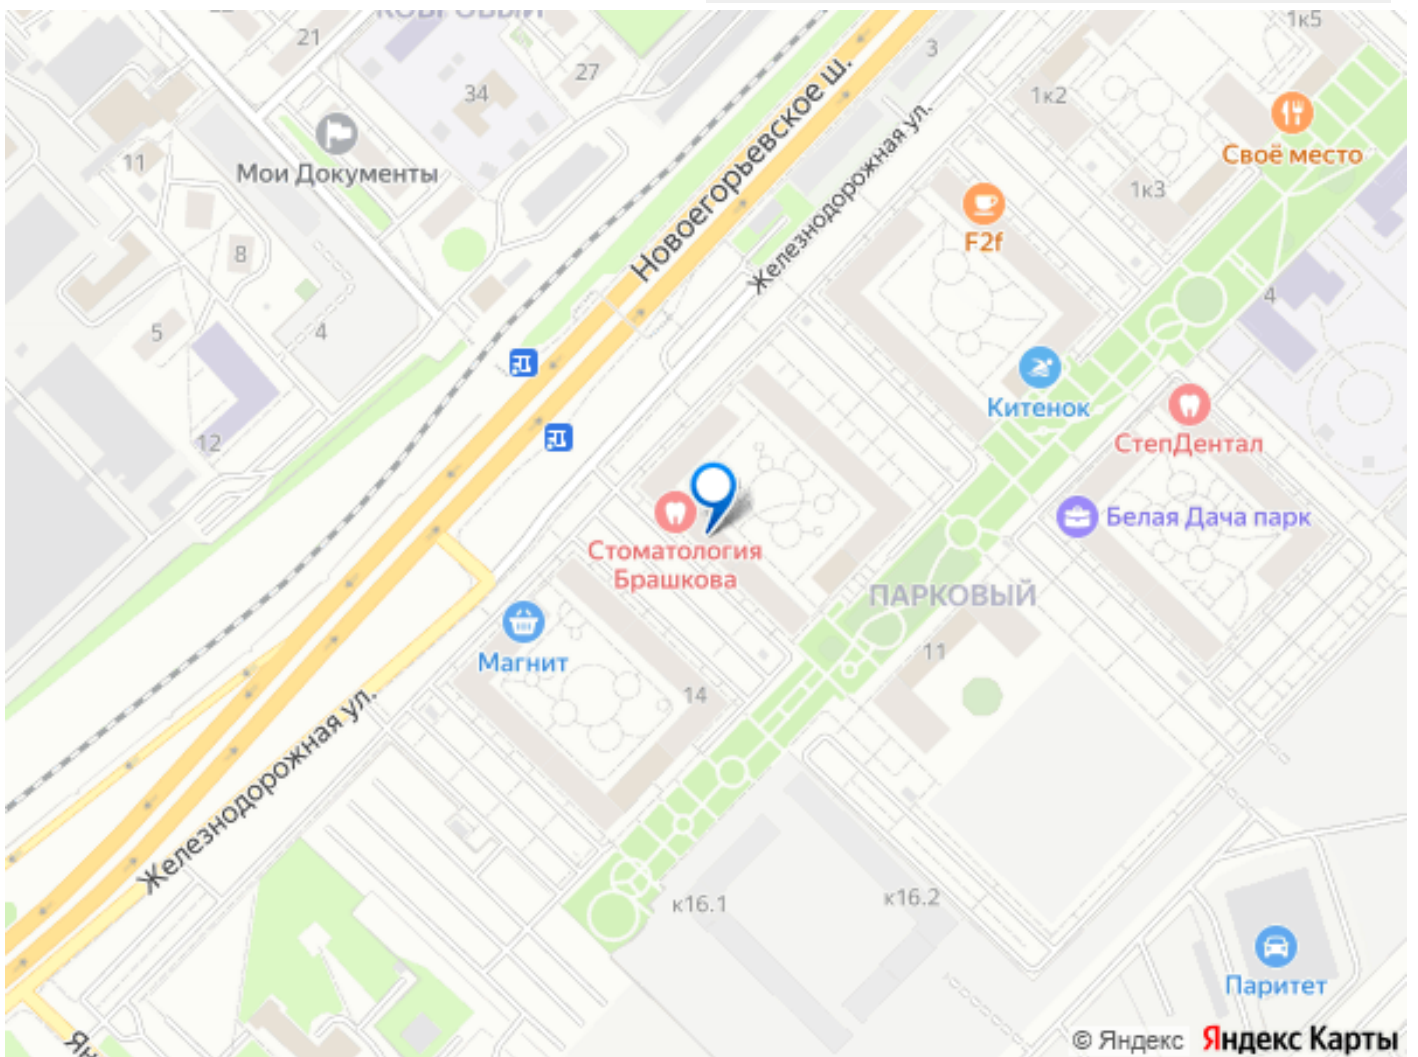 КОВРОВЫЙ
1к5
21
3
27
34
1к2
Новоегорьевское ш.
Железнодорожная ул.
11
Мои Документы
Своё место
1к3
8
F2f
4
5
4
Китенок
12
СтепДентал
Белая Дача парк
Стоматология
Брашкова
ПАРКОВЫЙ
Магнит
11
14
Железнодорожная ул.
к16.1
к16.2
Паритет
Ян
© Яндекс Яндекс Карты